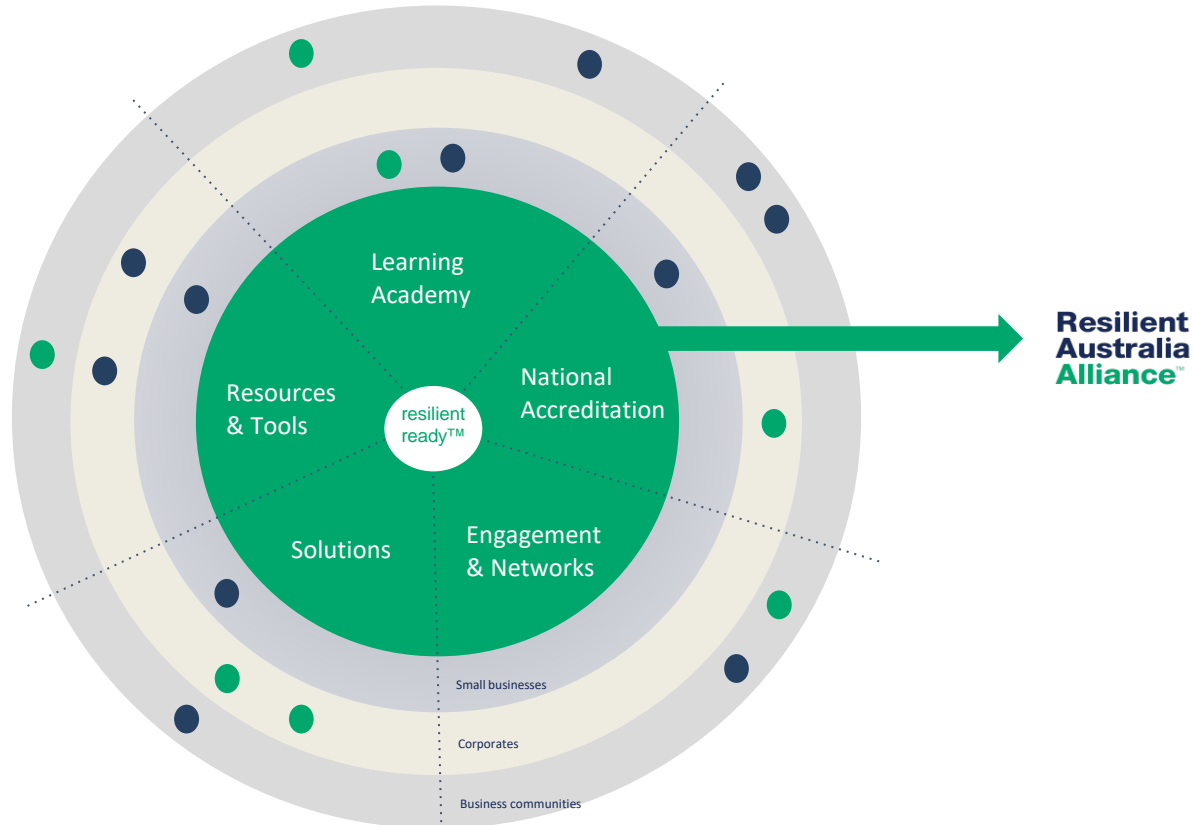 Learning
Academy
Resources
& Tools
resilient
ready™
National
Accreditation
Resilient
Australia
Alliance™
Solutions
Engagement
& Networks
Small businesses
Corporates
Business communities